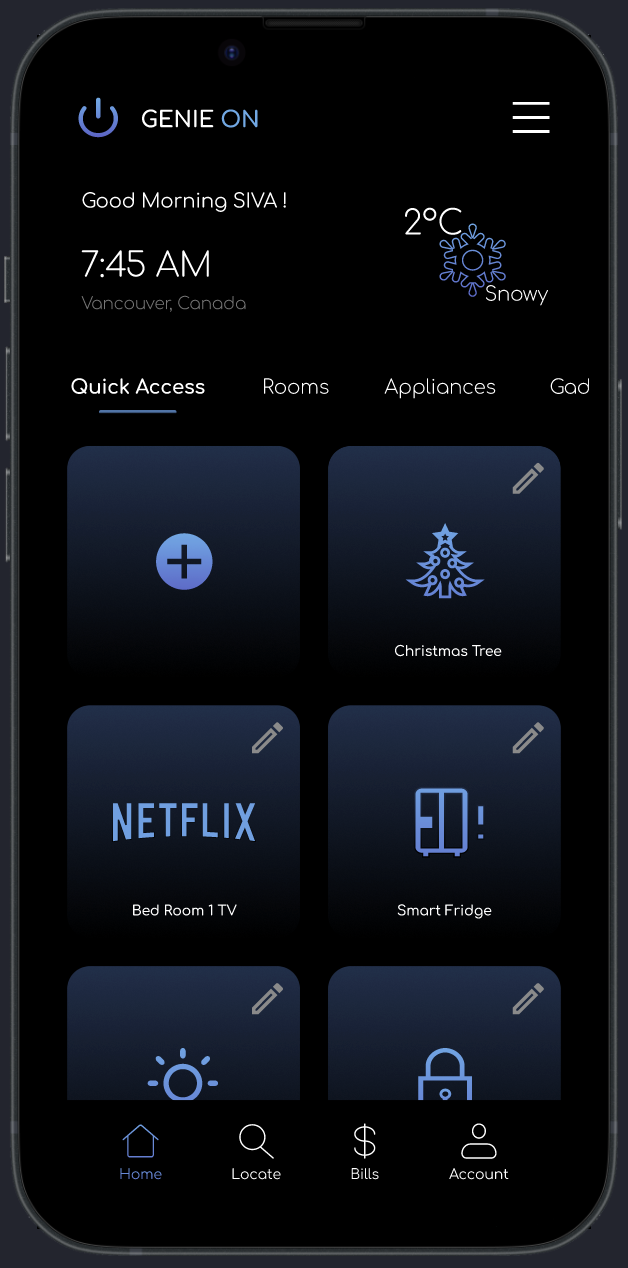 GENIE ON
Good Morning SIVA !
2°C
7:45 AM
Snowy
Vancouver, Canada
Quick Access Rooms Appliances Gad
Christmas Tree
NETFLIX
!
Bed Room 1 TV
Smart Fridge
$
Home Locate Bills Account